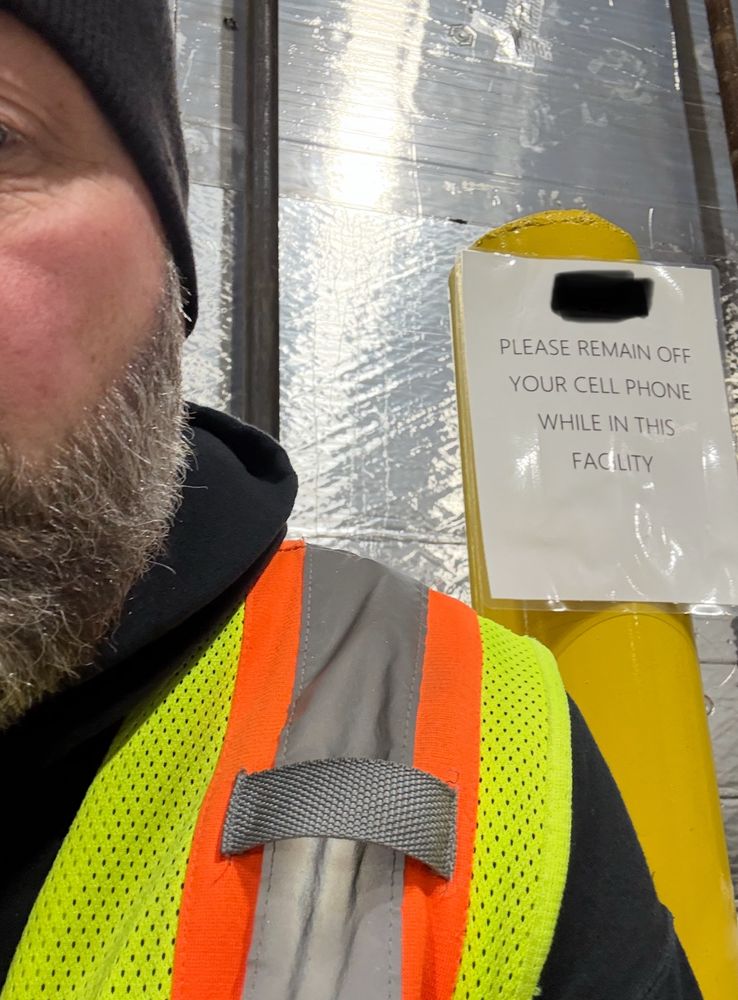 PLEASE REMAIN OFF
YOUR CELL PHONE
WHILE IN THIS
FACILITY